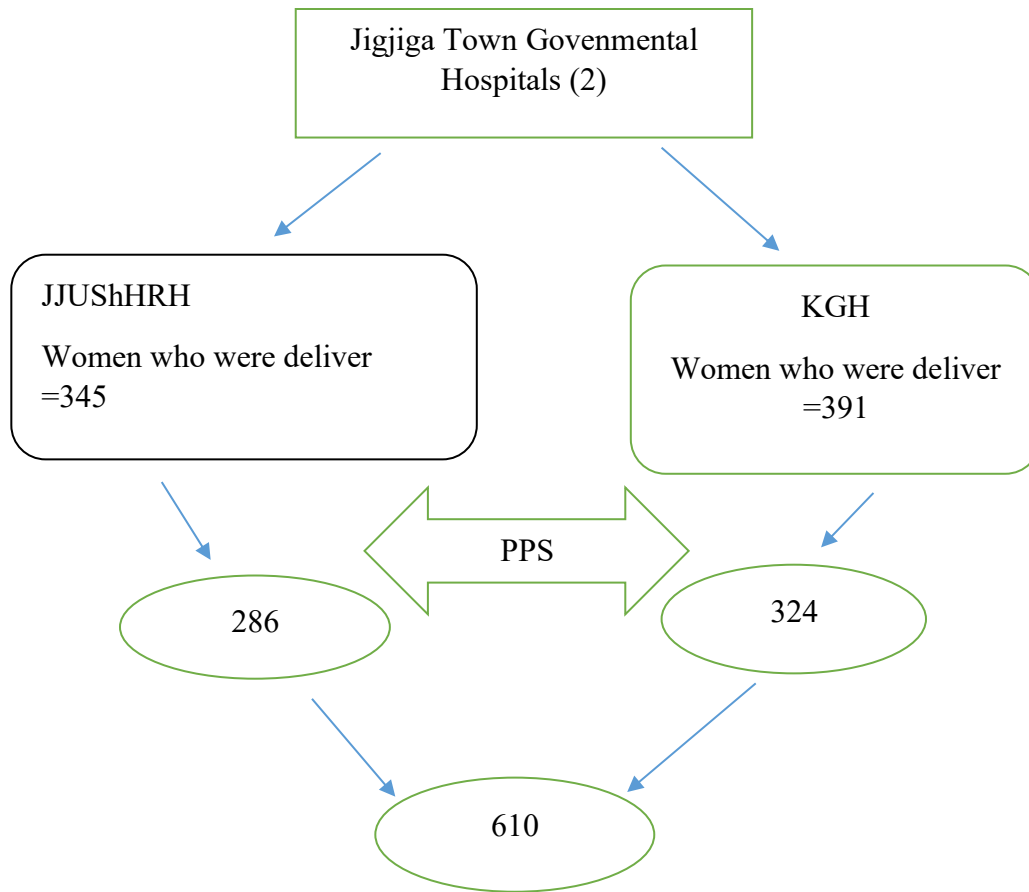 Jigjiga Town Govenmental
Hospitals (2)
JJUShHRH
Women who were deliver
=345
KGH
Women who were deliver
=391
PPS
286
324
610